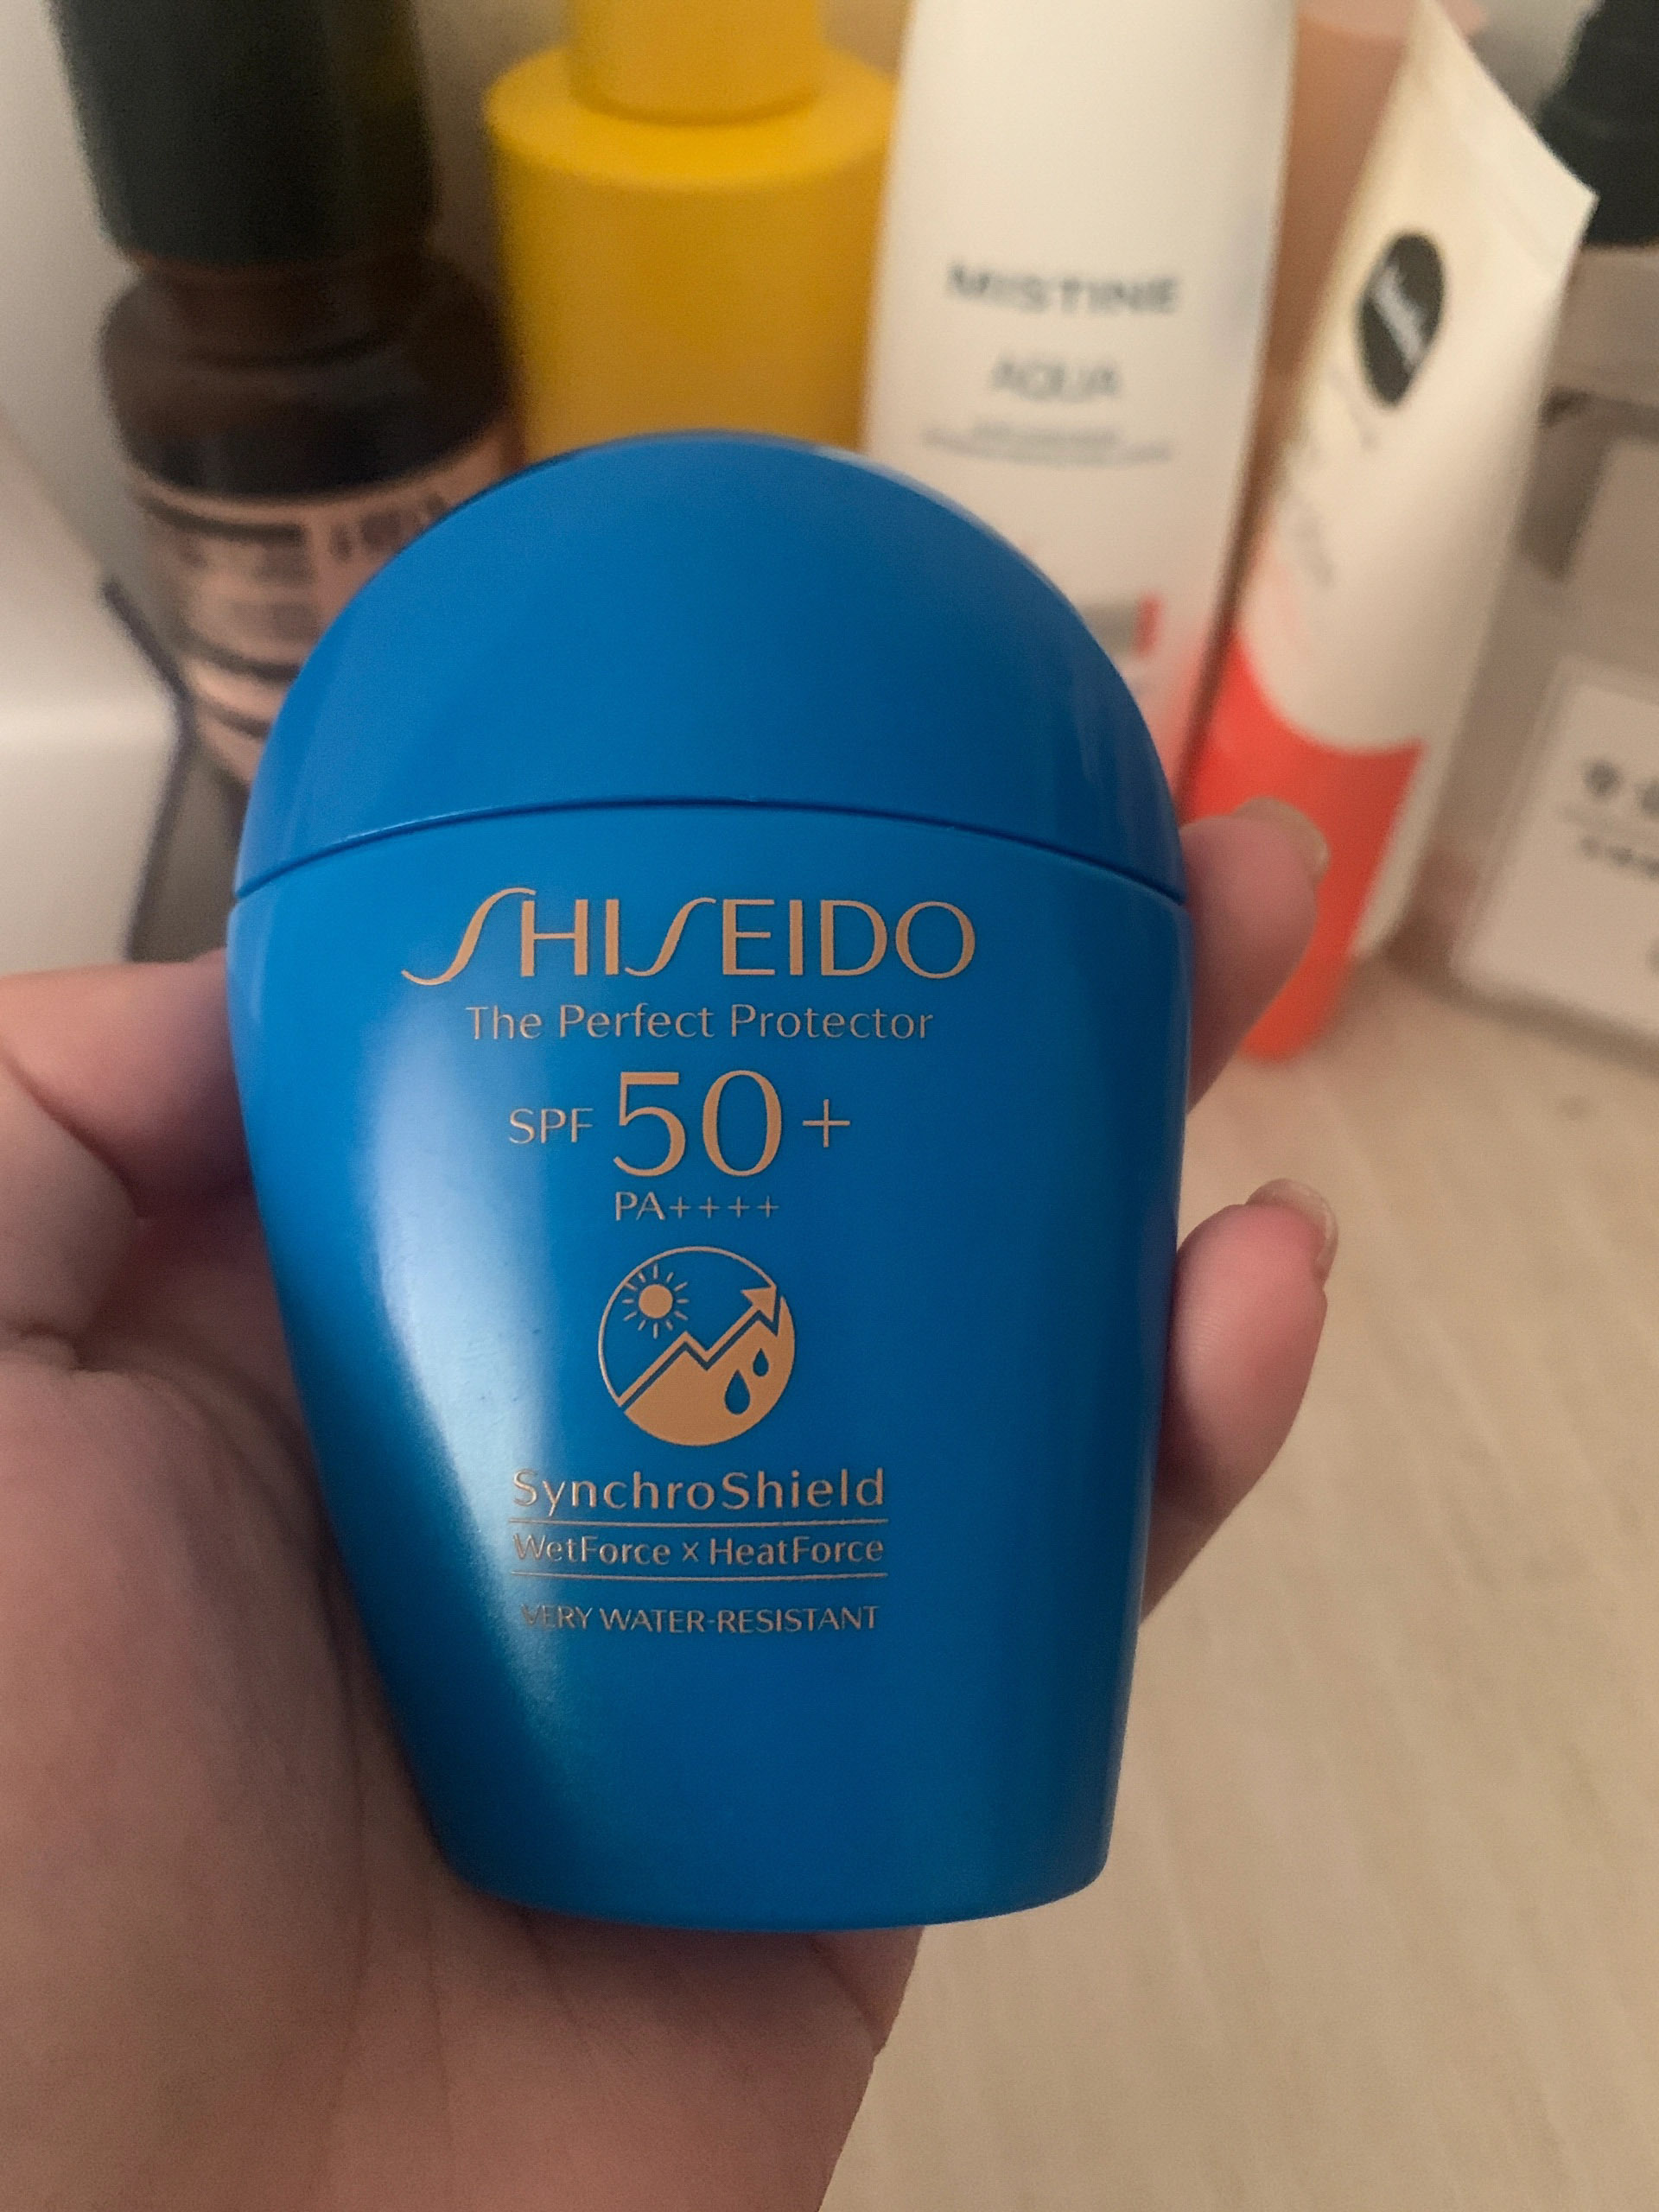 MISTINE
AQUA
SHISEIDO
The Perfect Protector
SPF 50+
PA++++
SynchroShield
WetForce x HeatForce
VERY WATER-RESISTANT